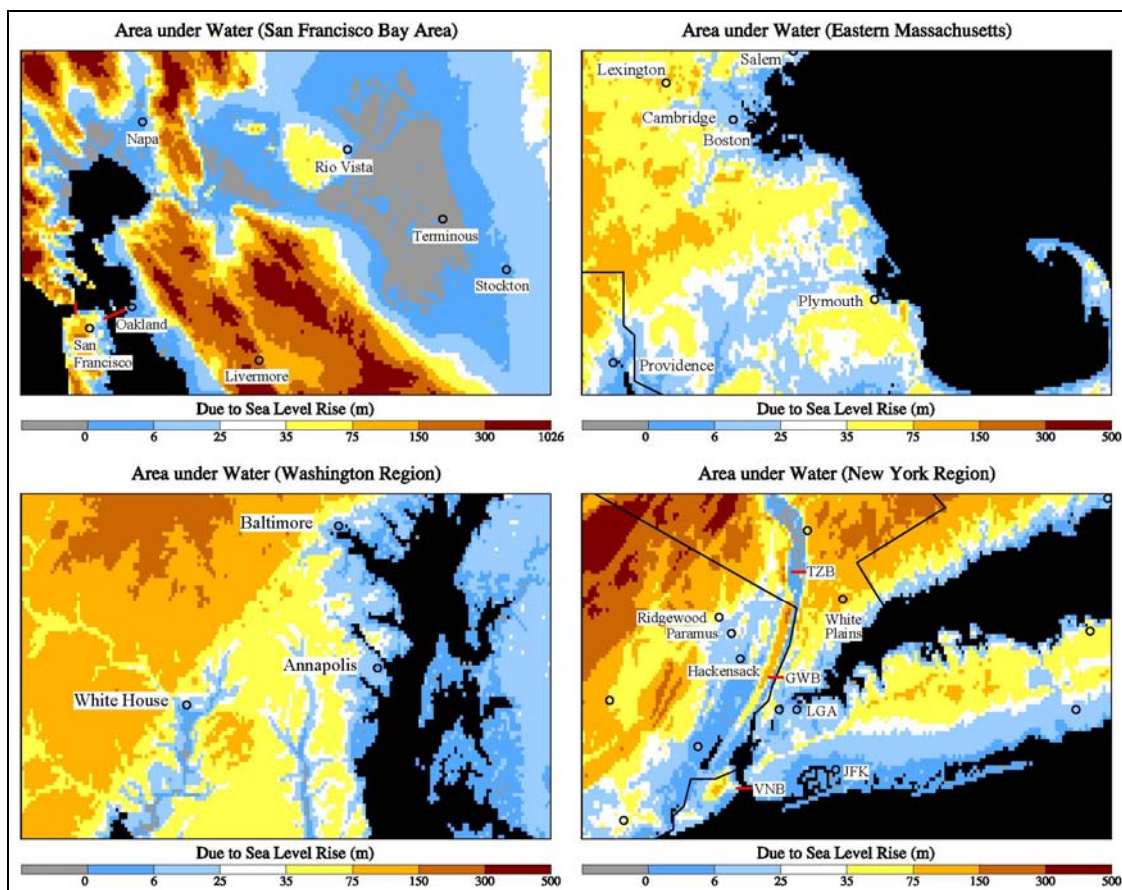 Area under Water (San Francisco Bay Area)
Napa
Rio Vista
Terminous
Stockton
Oakland
San
Francisco
Livermore
Due to Sea Level Rise (m)
0 6 25 35 75 150 300 1026
Area under Water (Eastern Massachusetts)
Salem
Lexington
Cambridge
Boston
Plymouth
Providence
Due to Sea Level Rise (m)
0 6 25 35 75 150 300 500
Area under Water (Washington Region)
Baltimore
Annapolis
White House
Due to Sea Level Rise (m)
0 6 25 35 75 150 300 500
Area under Water (New York Region)
TZB
Ridgewood
White
Plains
Paramus
Hackensack
GWB
LGA
JFK
VNB
Due to Sea Level Rise (m)
0 6 25 35 75 150 300 500